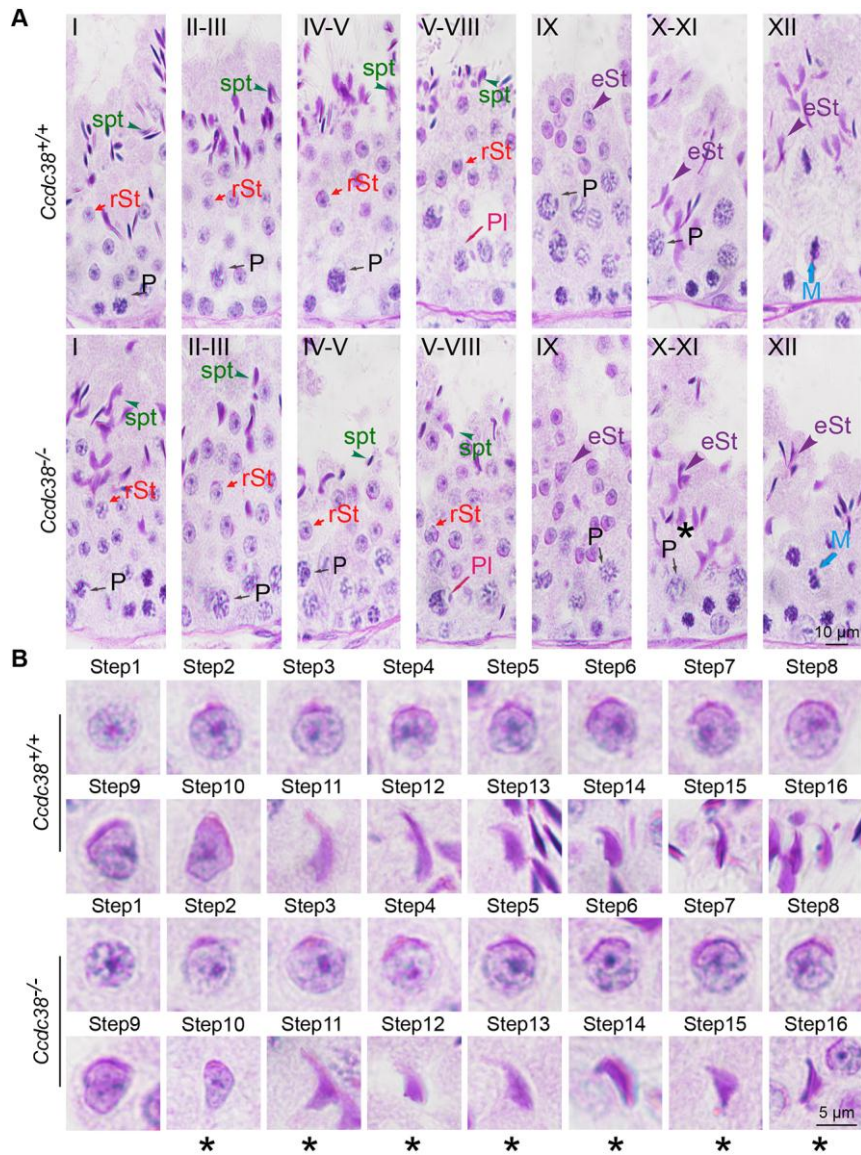 A
I II-III IV-V V-VIII IX X-XI XII
Ccdc38+/+
spt spt spt spt eSt eSt eSt
rSt rSt rSt rSt P
P P P Pl P M
I II-III IV-V V-VIII IX X-XI XII
Ccdc38-/-
spt spt spt spt eSt eSt eSt
rSt rSt rSt rSt P * M
P P P Pl P
10 µm
B
Step1 Step2 Step3 Step4 Step5 Step6 Step7 Step8
Ccdc38+/+
Step9 Step10 Step11 Step12 Step13 Step14 Step15 Step16
Step1 Step2 Step3 Step4 Step5 Step6 Step7 Step8
Ccdc38-/-
Step9 Step10 Step11 Step12 Step13 Step14 Step15 Step16
5 µm
* * * * * * *